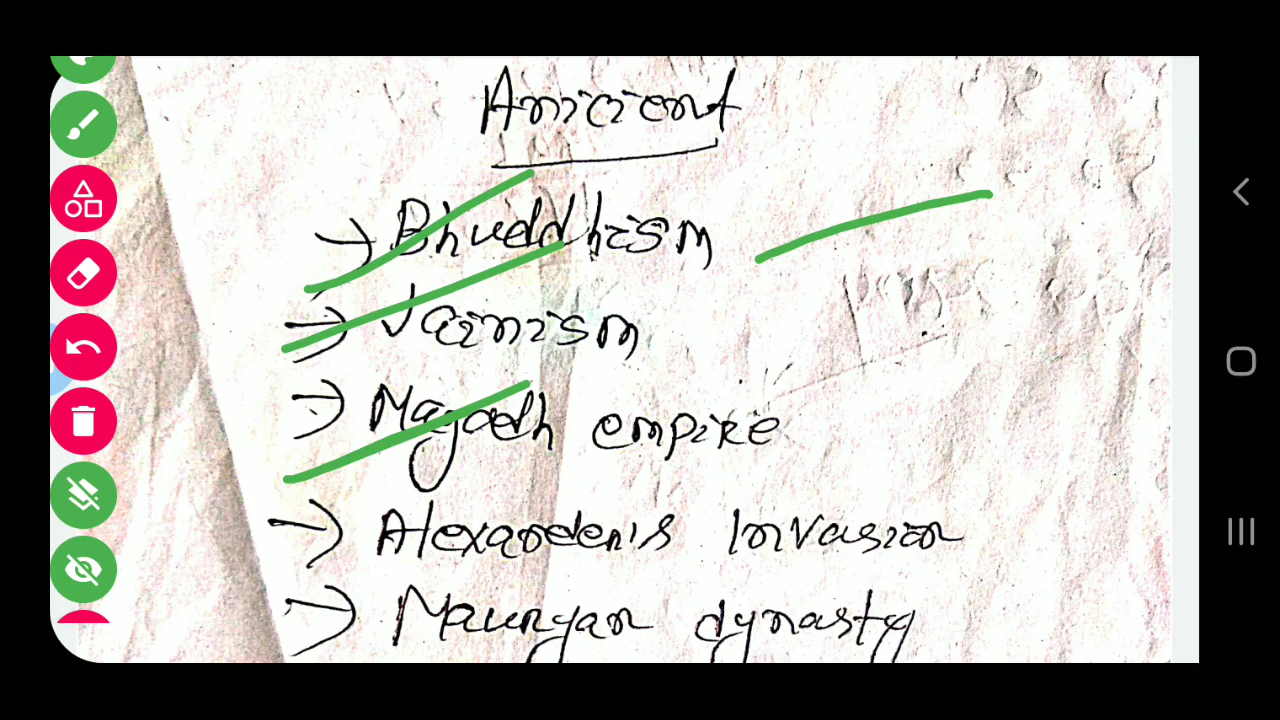 Ancient
→ Bhuddhism
→ Jainism
→ Magadh empire
→ Alexander's Invasion
→ Mauryan dynasty